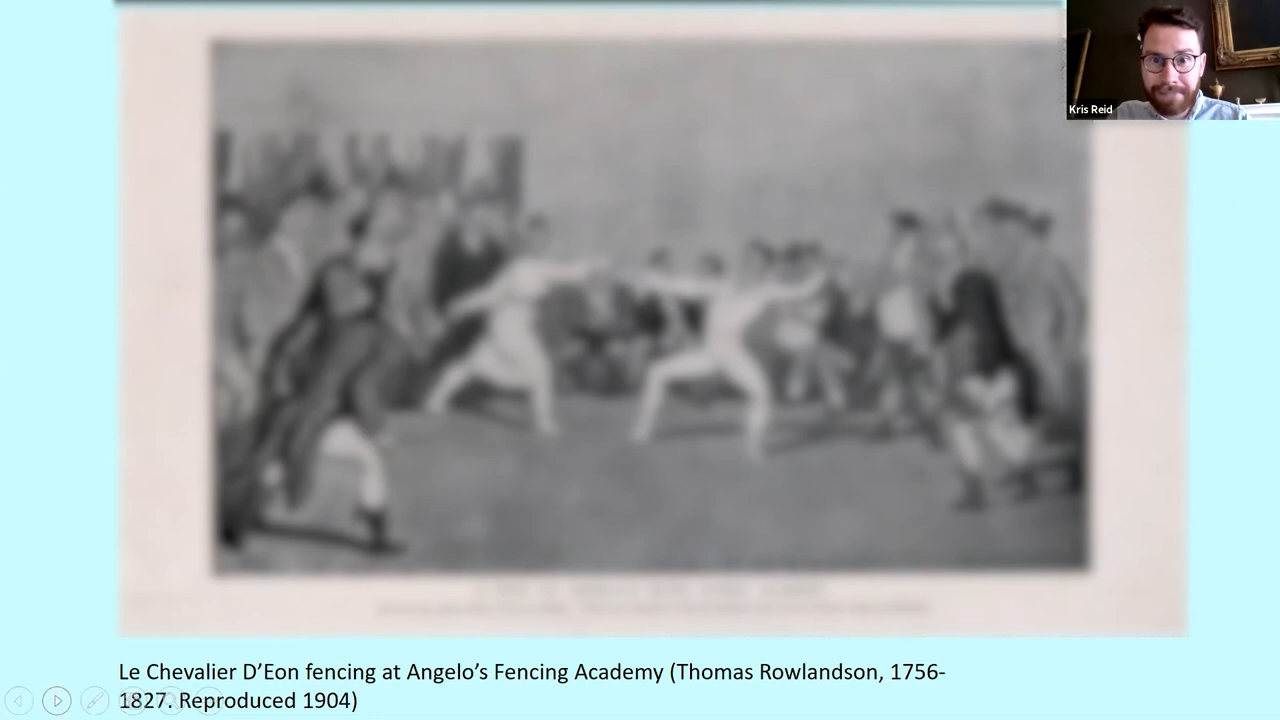 Kris Reid
Le Chevalier D’Eon fencing at Angelo’s Fencing Academy (Thomas Rowlandson, 1756-
1827. Reproduced 1904)